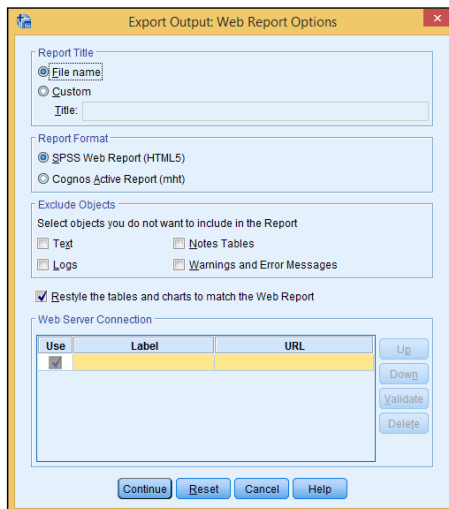 Export Output: Web Report Options
Report Title
File name
Custom
Title:
Report Format
SPSS Web Report (HTML5)
Cognos Active Report (mht)
Exclude Objects
Select objects you do not want to include in the Report
Text Notes Tables
Logs Warnings and Error Messages
Restyle the tables and charts to match the Web Report
Web Server Connection
Use Label URL
Up
Down
Validate
Delete
Continue Reset Cancel Help